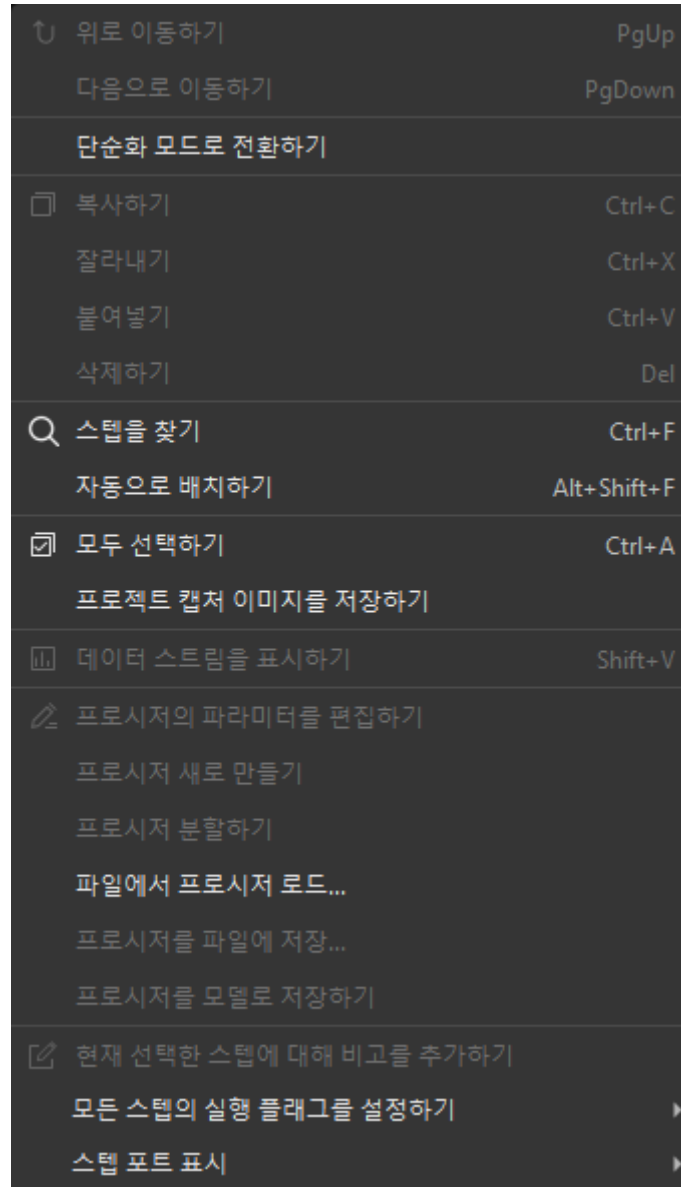 위로 이동하기 PgUp
다음으로 이동하기 PgDown
단순화 모드로 전환하기
복사하기 Ctrl+C
잘라내기 Ctrl+X
붙여넣기 Ctrl+V
삭제하기 Del
스텝을 찾기 Ctrl+F
자동으로 배치하기 Alt+Shift+F
모두 선택하기 Ctrl+A
프로젝트 캡처 이미지를 저장하기
데이터 스트림을 표시하기 Shift+V
프로시저의 파라미터를 편집하기
프로시저 새로 만들기
프로시저 분할하기
파일에서 프로시저 로드...
프로시저를 파일에 저장...
프로시저를 모델로 저장하기
현재 선택한 스텝에 대해 비고를 추가하기
모든 스텝의 실행 플래그를 설정하기
스텝 포트 표시